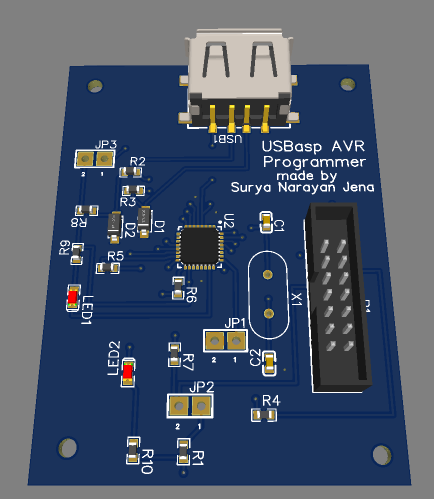 USB1
USBasp AVR
Programmer
made by
Surya Narayan Jena
JP3
2 1
R2
R3
R8
D1
D2
U2
C1
R9
R5
R6
LED1
X1
JP1
2 1
LED2
R7
C2
JP2
2 1
R4
R10
R1